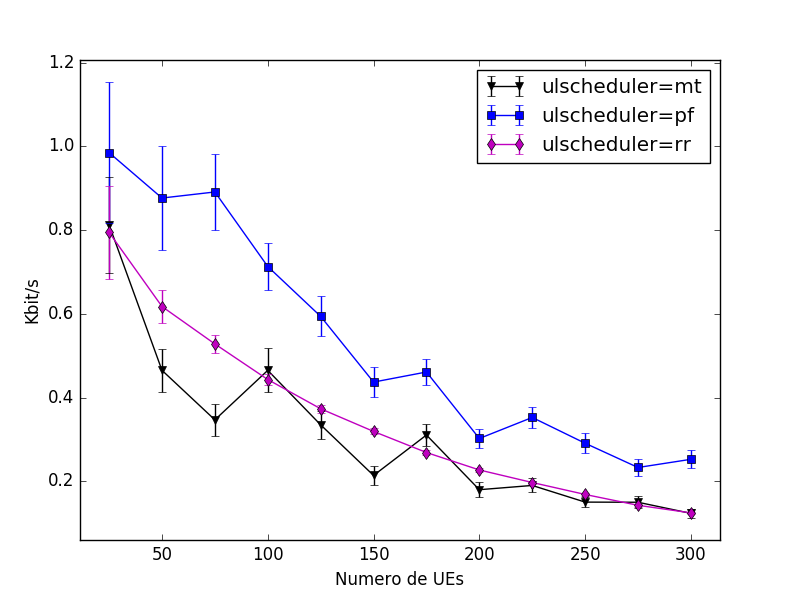 1.2
1.0
0.8
0.6
0.4
0.2
Kbit/s
ulscheduler=mt
ulscheduler=pf
ulscheduler=rr
50 100 150 200 250 300
Numero de UEs